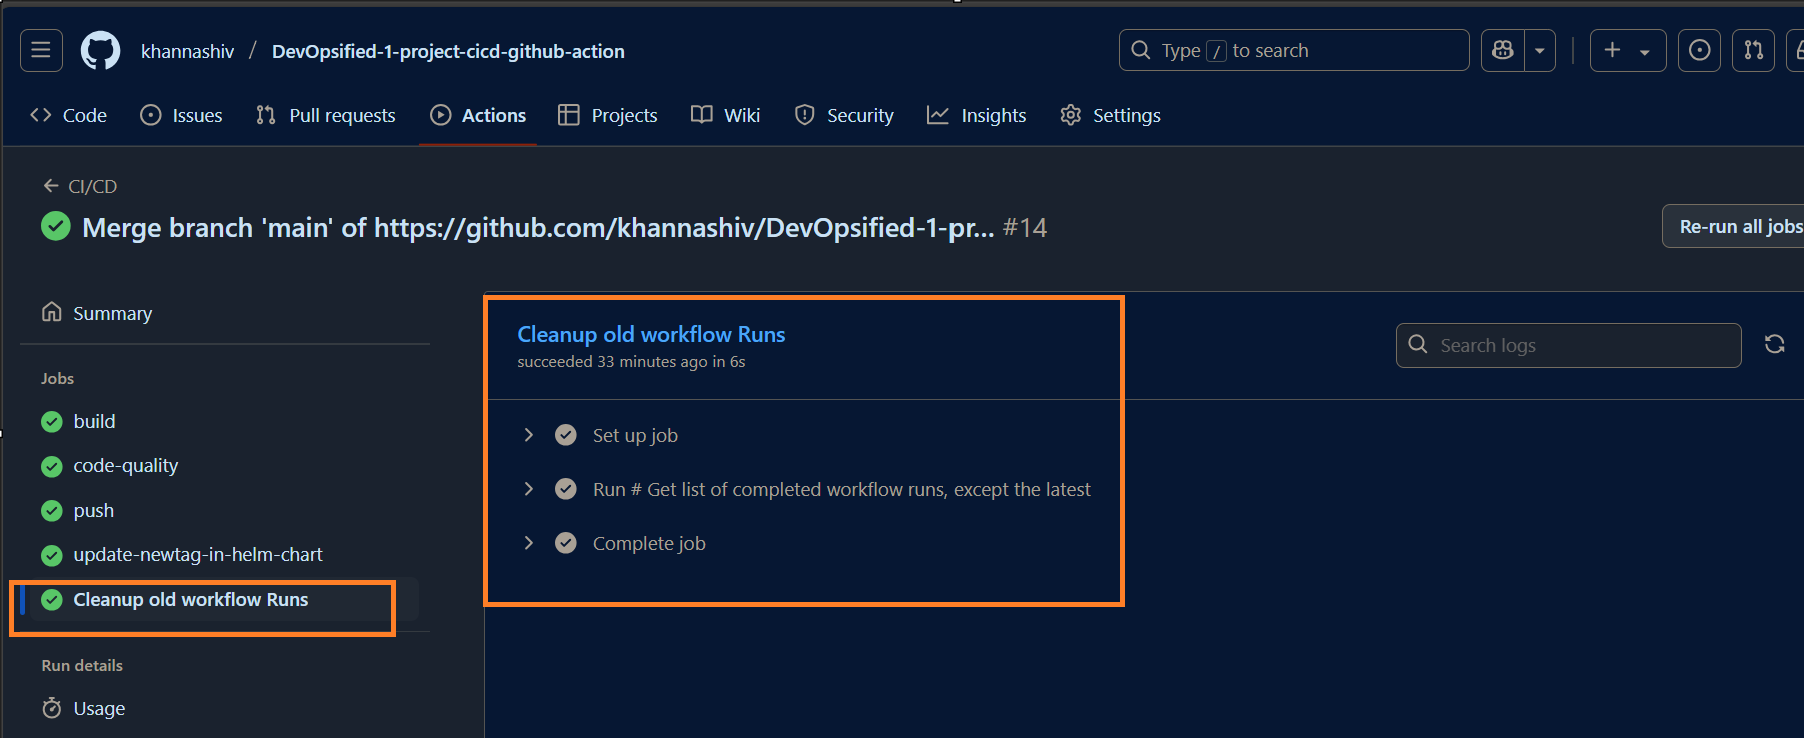 khannashiv / DevOpsified-1-project-cicd-github-action
Type / to search
Code Issues Pull requests Actions Projects Wiki Security Insights Settings
CI/CD
Merge branch 'main' of https://github.com/khannashiv/DevOpsified-1-pr... #14
Re-run all jobs
Summary
Jobs
build
code-quality
push
update-newtag-in-helm-chart
Cleanup old workflow Runs
Run details
Usage
Cleanup old workflow Runs
succeeded 33 minutes ago in 6s
Search logs
Set up job
Run # Get list of completed workflow runs, except the latest
Complete job